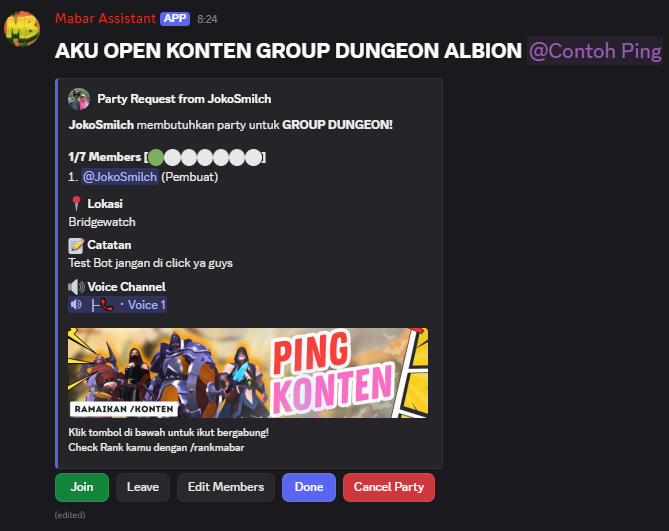 MB
Mabar Assistant APP 8:24
AKU OPEN KONTEN GROUP DUNGEON ALBION @Contoh Ping
Party Request from JokoSmilch
JokoSmilch membutuhkan party untuk GROUP DUNGEON!
1/7 Members []
1. @JokoSmilch (Pembuat)
Lokasi
Bridgewatch
Catatan
Test Bot jangan di click ya guys
Voice Channel
Voice 1
PING
KONTEN
RAMAIKAN /KONTEN
Klik tombol di bawah untuk ikut bergabung!
Check Rank kamu dengan /rankmabar
Join Leave Edit Members Done Cancel Party
(edited)